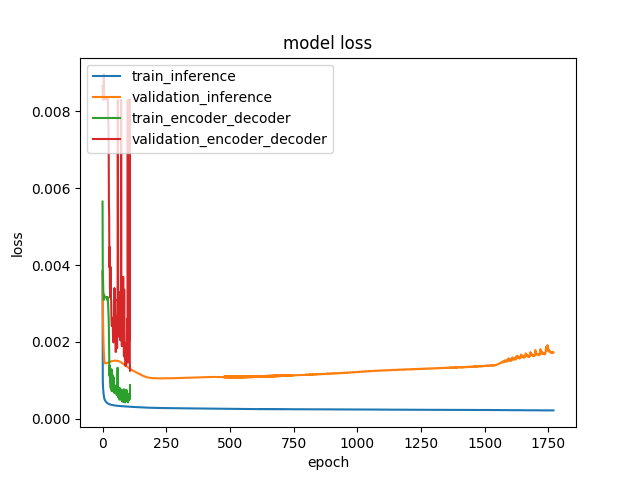 model loss
train_inference
validation_inference
train_encoder_decoder
validation_encoder_decoder
loss
0.008
0.006
0.004
0.002
0.000
0 250 500 750 1000 1250 1500 1750
epoch